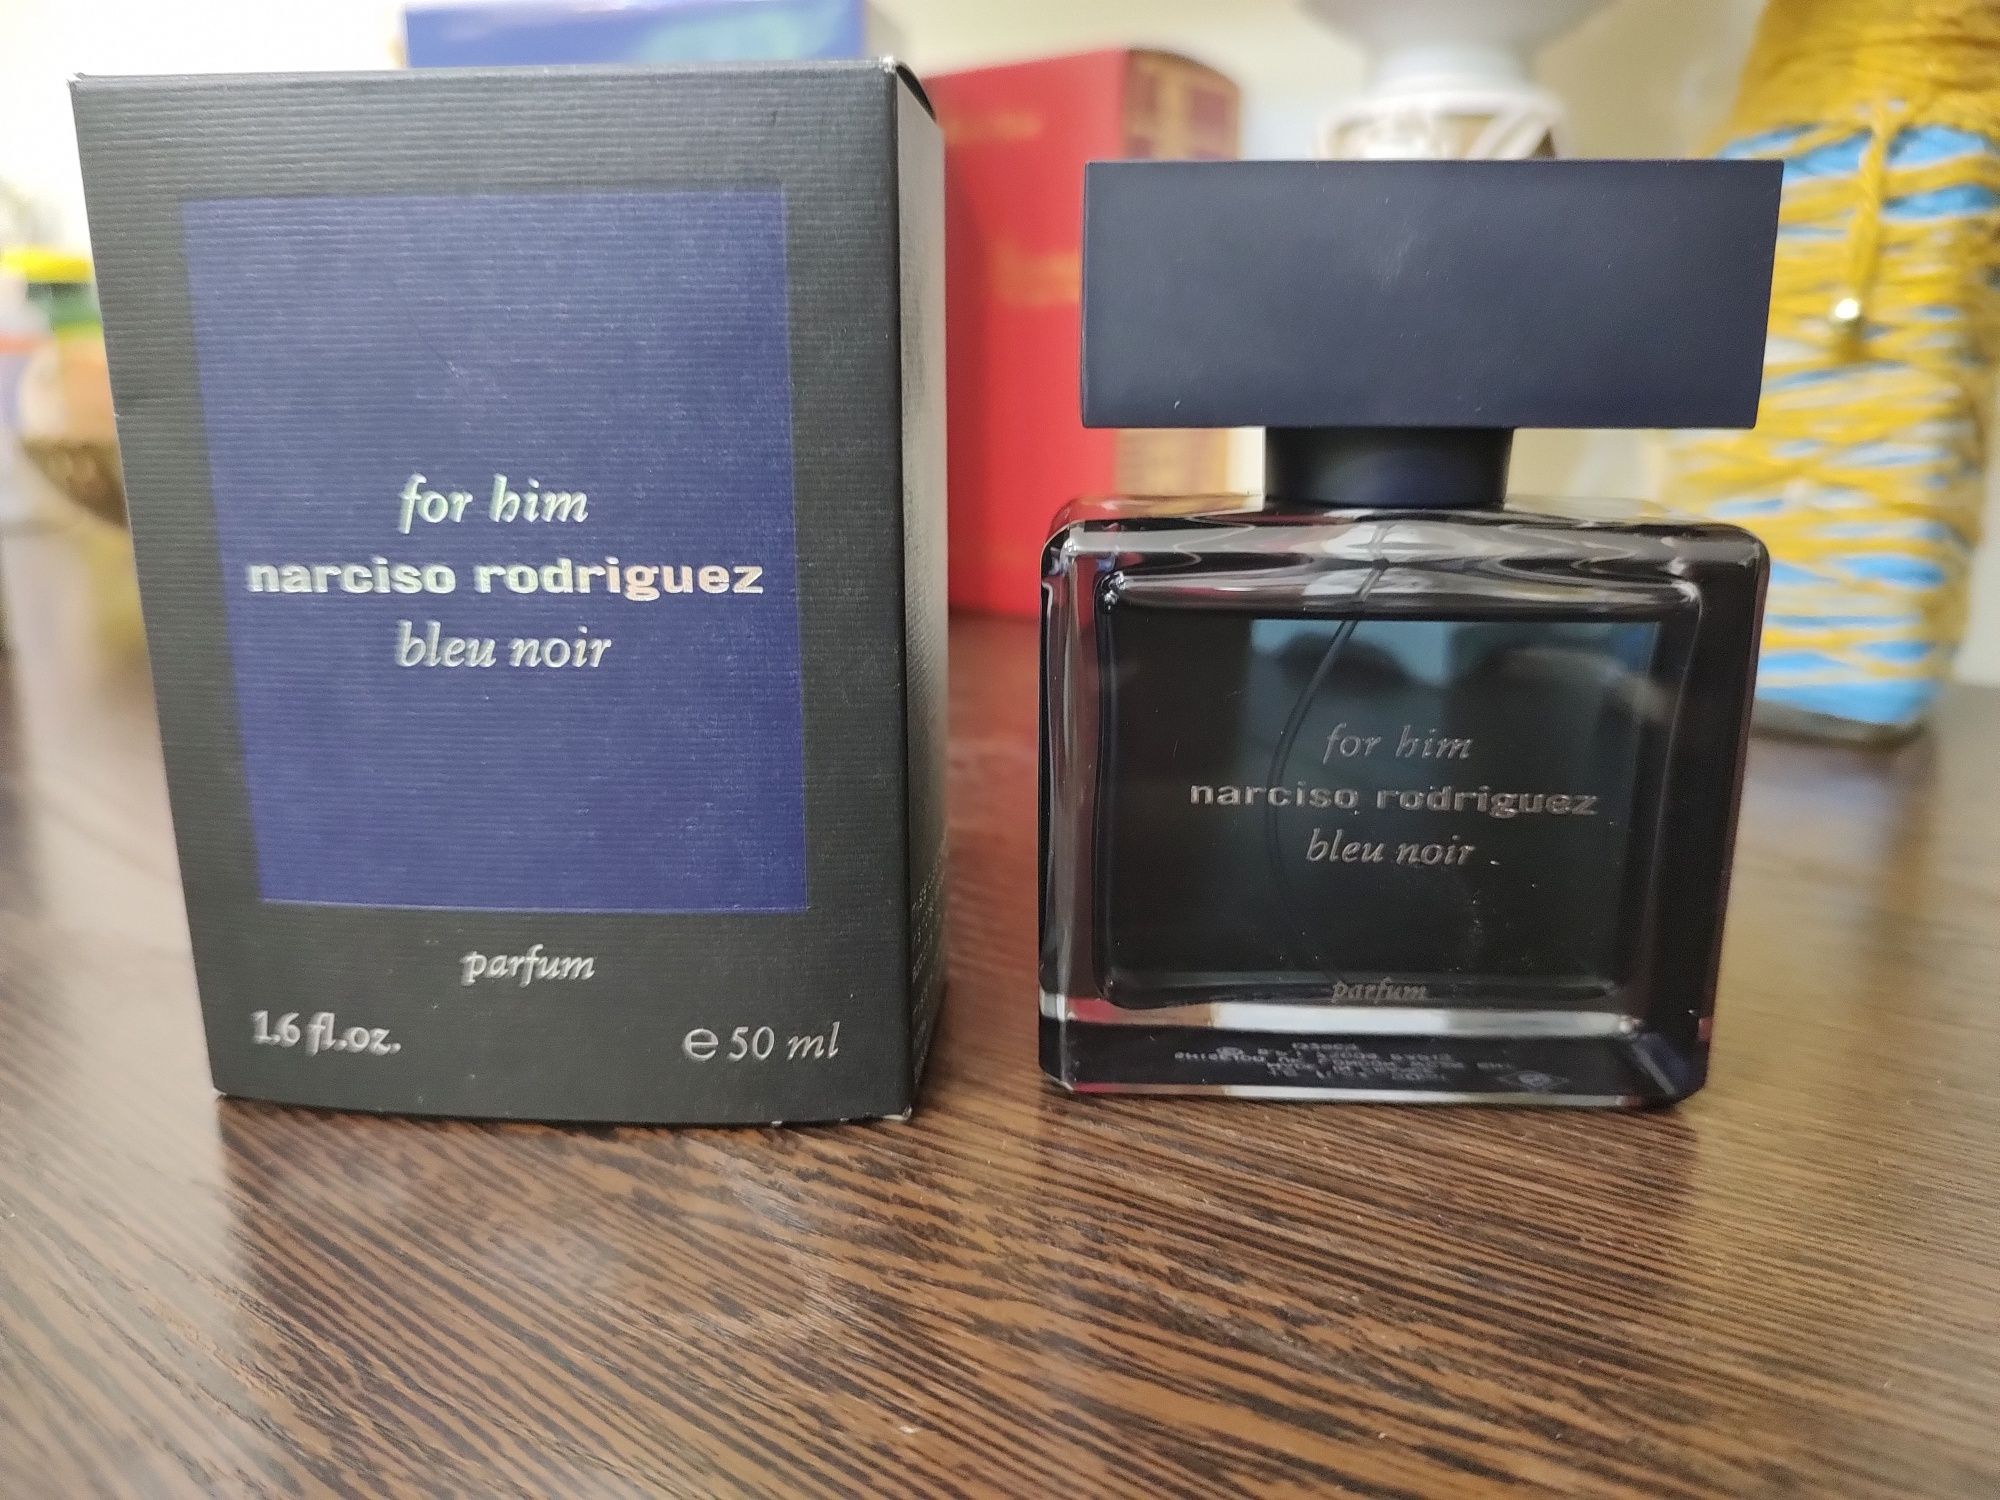 for him
narciso rodriguez
bleu noir
parfum
1.6 fl.oz.
e 50 ml
for him
narciso rodriguez
bleu noir
parfum